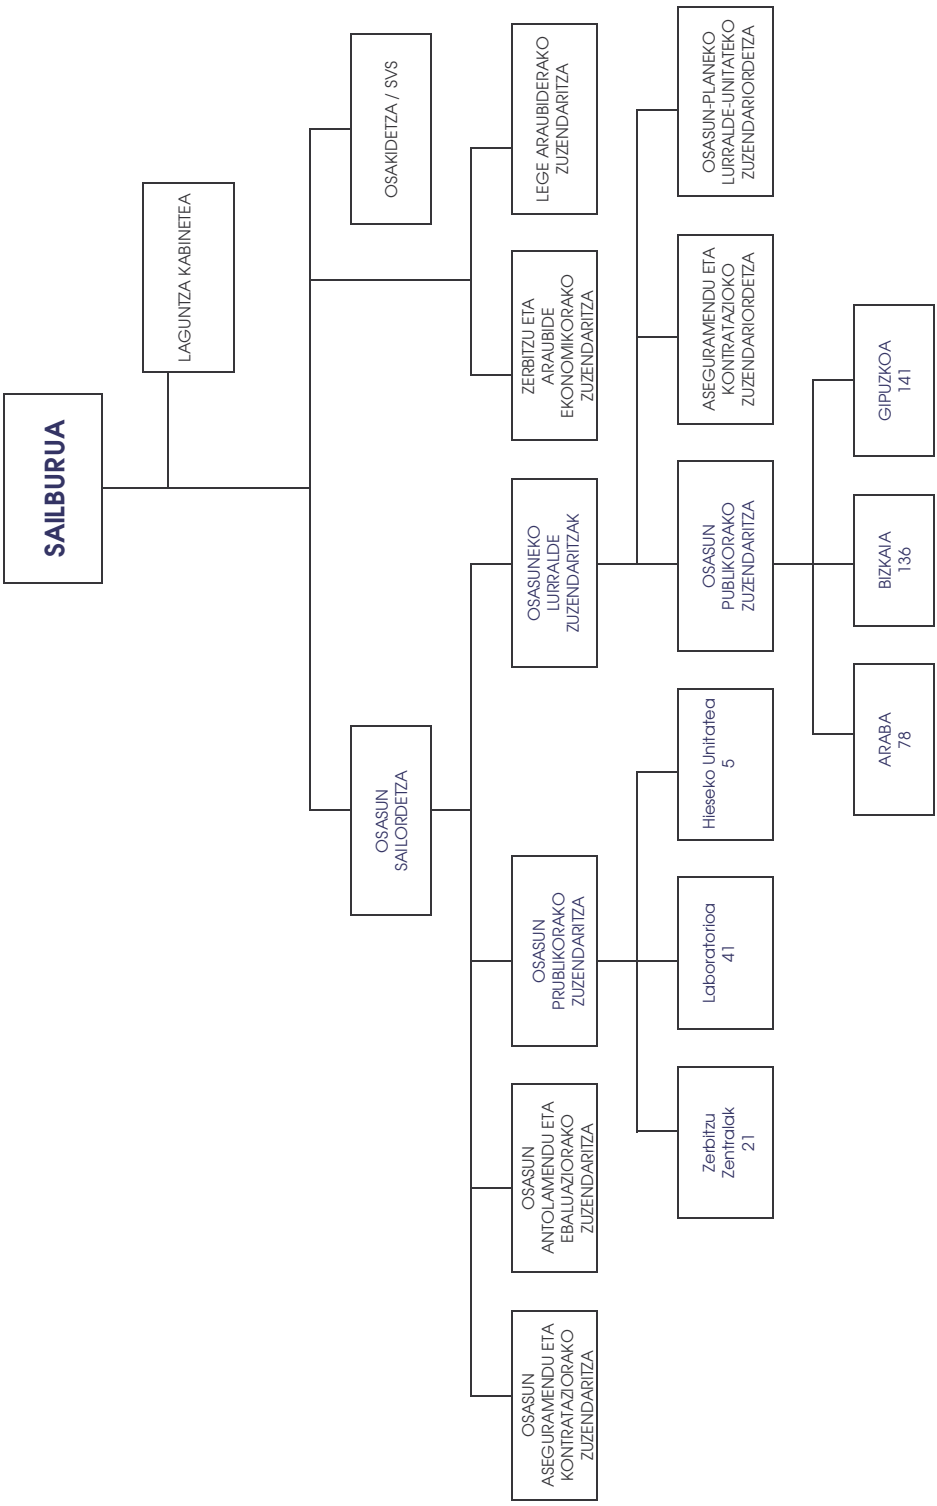 SAILBURUA
LAGUNTZA KABINETEA
OSASUN
SAILORDETZA
OSAKIDETZA / SVS
OSASUN
ASEGURAMENDU ETA
KONTRATAZIORAKO
ZUZENDARITZA
OSASUN
ANTOLAMENDU ETA
EBALUAZIORAKO
ZUZENDARITZA
OSASUN
PRUBLIKORAKO
ZUZENDARITZA
OSASUNEKO
LURRALDE
ZUZENDARITZAK
ZERBITZU ETA
ARAUBIDE
EKONOMIKORAKO
ZUZENDARITZA
LEGE ARAUBIDERAKO
ZUZENDARITZA
Zerbitzu
Zentralak
21
Laboratorioa
41
Hieseko Unitatea
5
OSASUN
PUBLIKORAKO
ZUZENDARITZA
ASEGURAMENDU ETA
KONTRATAZIOKO
ZUZENDARIORDETZA
OSASUN-PLANEKO
LURRALDE-UNITATEKO
ZUZENDARIORDETZA
ARABA
78
BIZKAIA
136
GIPUZKOA
141